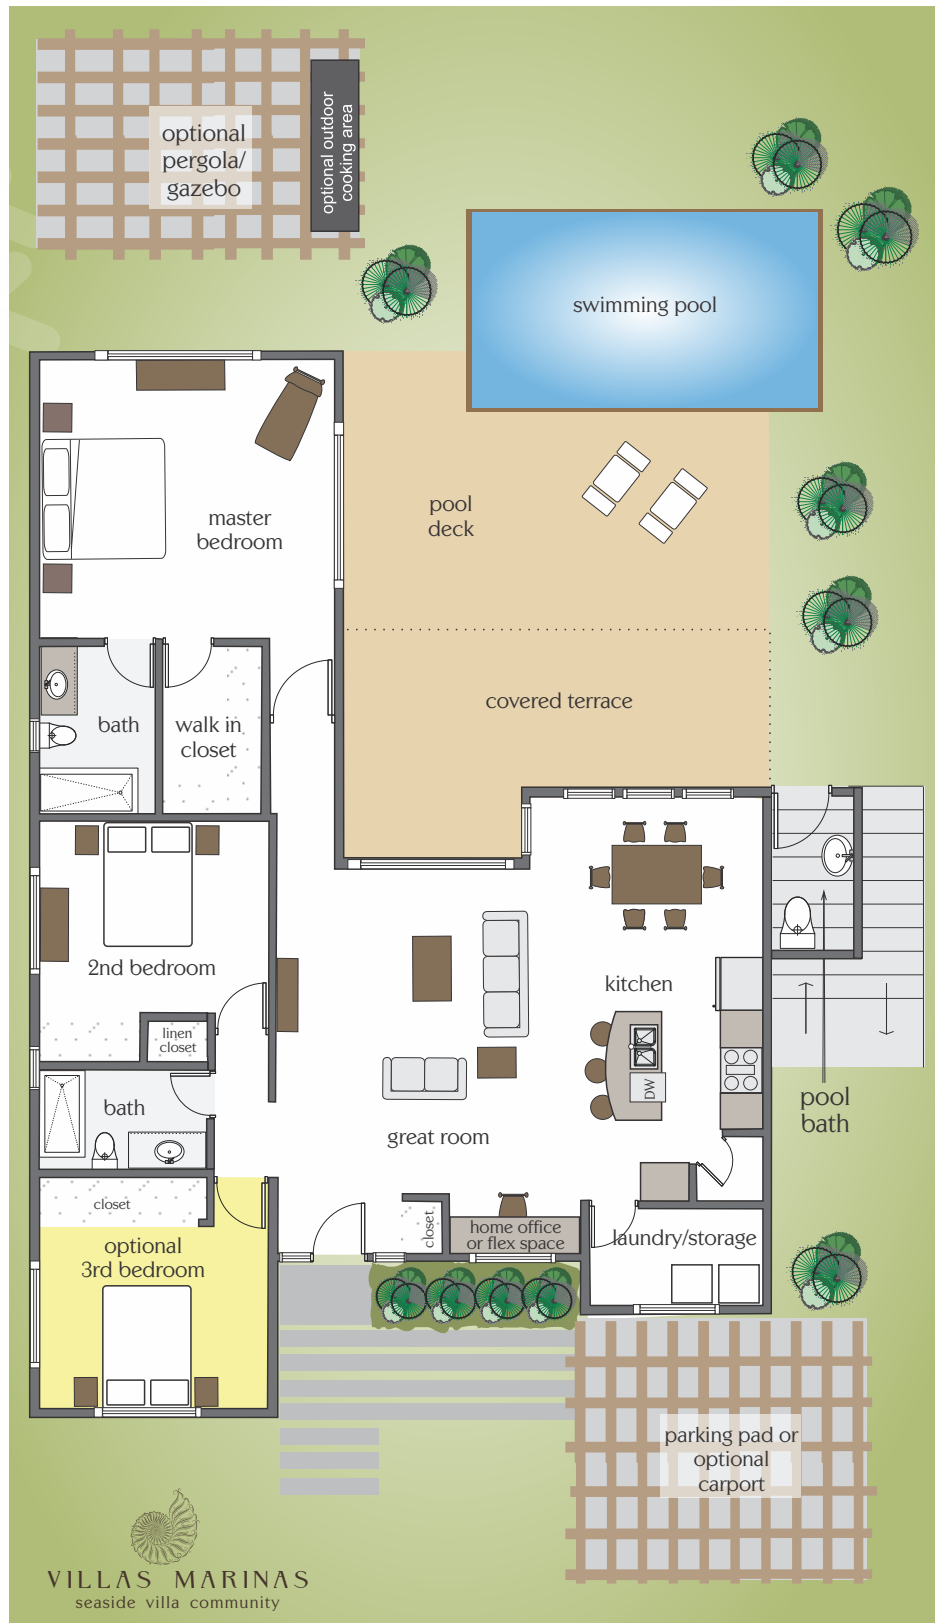 optional
pergola/
gazebo
optional outdoor
cooking area
swimming pool
master
bedroom
pool
deck
bath
walk in
closet
covered terrace
2nd bedroom
linen
closet
kitchen
DW
bath
great room
pool
bath
closet
optional
3rd bedroom
closet
home office
or flex space
laundry/storage
parking pad or
optional
carport
VILLAS MARINAS
seaside villa community